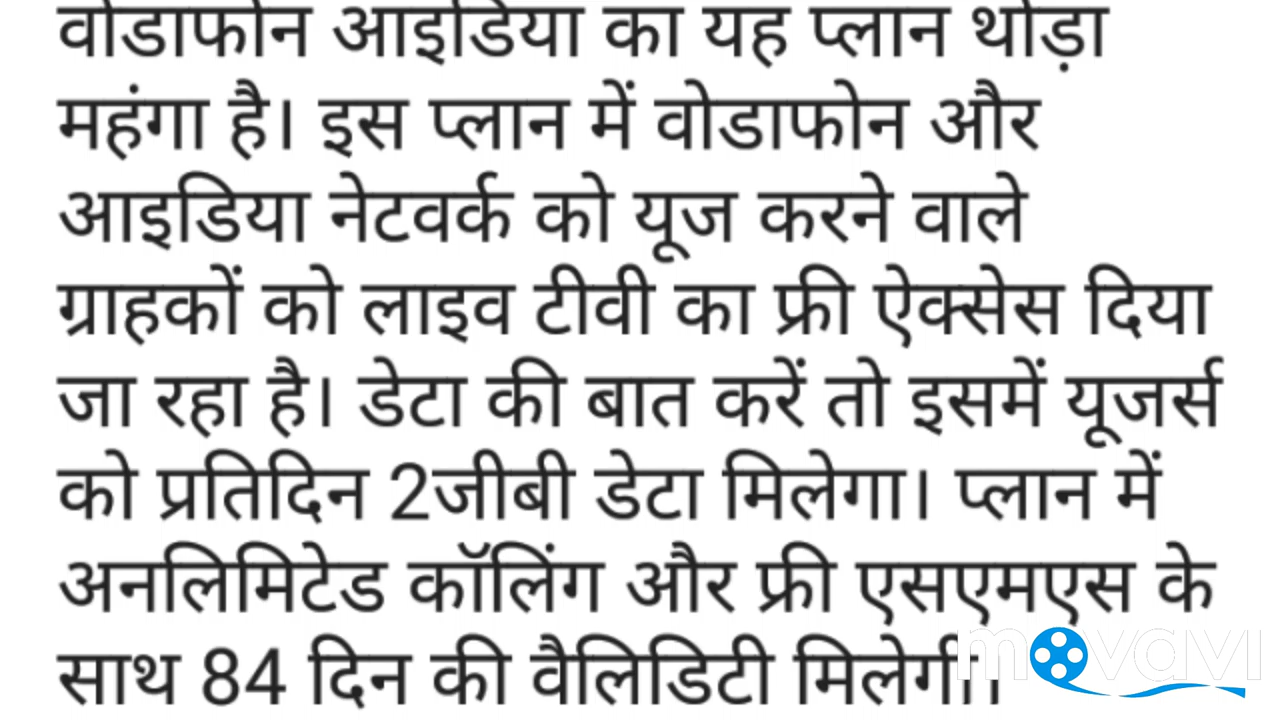 वोडाफोन आइडिया का यह प्लान थोड़ा
महंगा है। इस प्लान में वोडाफोन और
आइडिया नेटवर्क को यूज करने वाले
ग्राहकों को लाइव टीवी का फ्री ऐक्सेस दिया
जा रहा है। डेटा की बात करें तो इसमें यूजर्स
को प्रतिदिन 2जीबी डेटा मिलेगा। प्लान में
अनलिमिटेड कॉलिंग और फ्री एसएमएस के
साथ 84 दिन की वैलिडिटी मिलेगी।
movavi